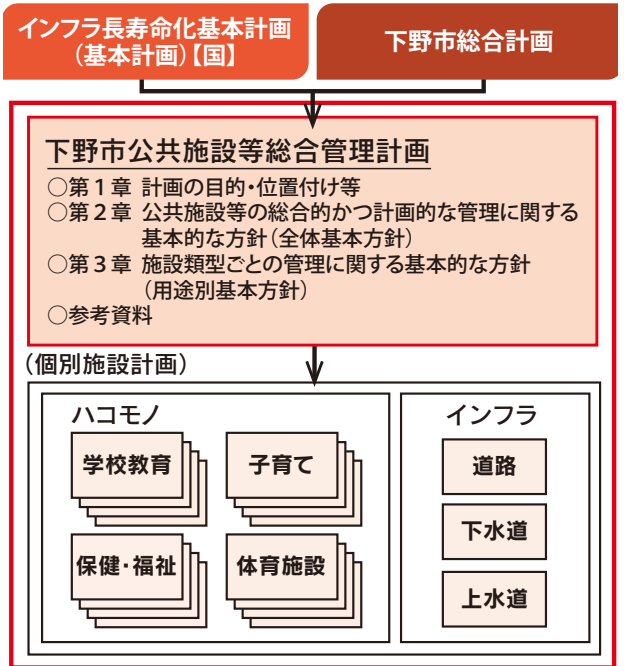 インフラ長寿命化基本計画
(基本計画)【国】
下野市総合計画
下野市公共施設等総合管理計画
○第1章 計画の目的・位置付け等
○第2章 公共施設等の総合的かつ計画的な管理に関する
基本的な方針(全体基本方針)
○第3章 施設類型ごとの管理に関する基本的な方針
(用途別基本方針)
○参考資料
(個別施設計画)
ハコモノ
学校教育
子育て
保健・福祉
体育施設
インフラ
道路
下水道
上水道